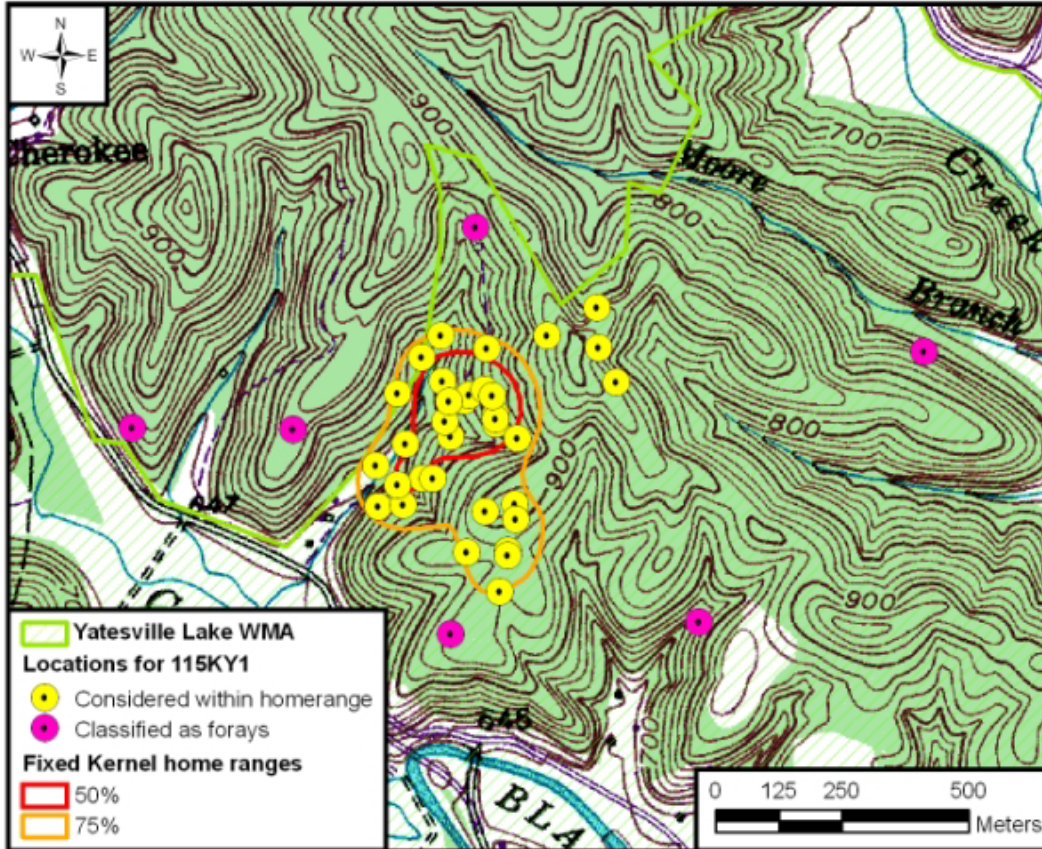 N
W E
S
Cherokee
900
900
700
Moore
800
Creek
Branch
800
900
647
900
646
BLA
Yatesville Lake WMA
Locations for 115KY1
Considered within homerange
Classified as forays
Fixed Kernel home ranges
50%
75%
0 125 250 500
Meters